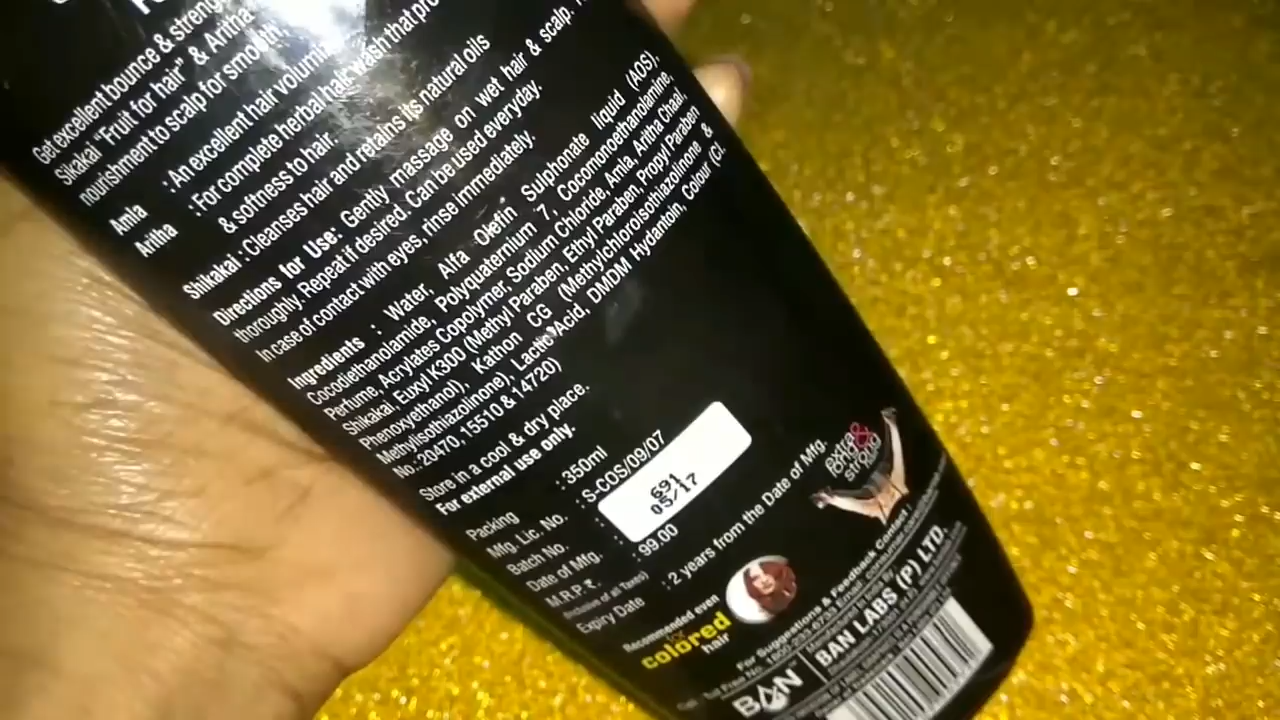 Get excellent bounce & streng
Sikakai "Fruit for hair" & Aritha
nourishment to scalp for smooth,
Amla : An excellent hair volumi
Aritha : For complete herbal hair wash that pro
& softness to hair.
Shikakai : Cleanses hair and retains its natural oils
Directions for Use: Gently massage on wet hair & scalp.
thoroughly. Repeat if desired. Can be used everyday.
In case of contact with eyes, rinse immediately.
Ingredients : Water, Alfa Olefin Sulphonate liquid (AOS),
Cocodiethanolamide, Polyquaternium 7, Cocomonoethanolamine,
Perfume, Acrylates Copolymer, Sodium Chloride, Amla, Aritha Chaal,
Shikakai, Euxyl K300 (Methyl Paraben, Ethyl Paraben, Propyl Paraben
Phenoxyethanol), Kathon CG (Methylchloroisothiazolinone &
Methylisothiazolinone), Lactic Acid, DMDM Hydantoin, Colour (CI.
No.:20470,15510 & 14720)
Store in a cool & dry place.
For external use only.
Packing : 350ml
Mfg. Lic. No. : S-COS/09/07
Batch No. : 691
Date of Mfg. : 05/17
M.R.P.₹. : 99.00
(Inclusive of all Taxes)
Expiry Date : 2 years from the Date of Mfg.
extra
long &
strong
Recommended even
for
colored
hair
For Suggestions & Feedback Contact :
BAN
BAN LABS (P) LTD.